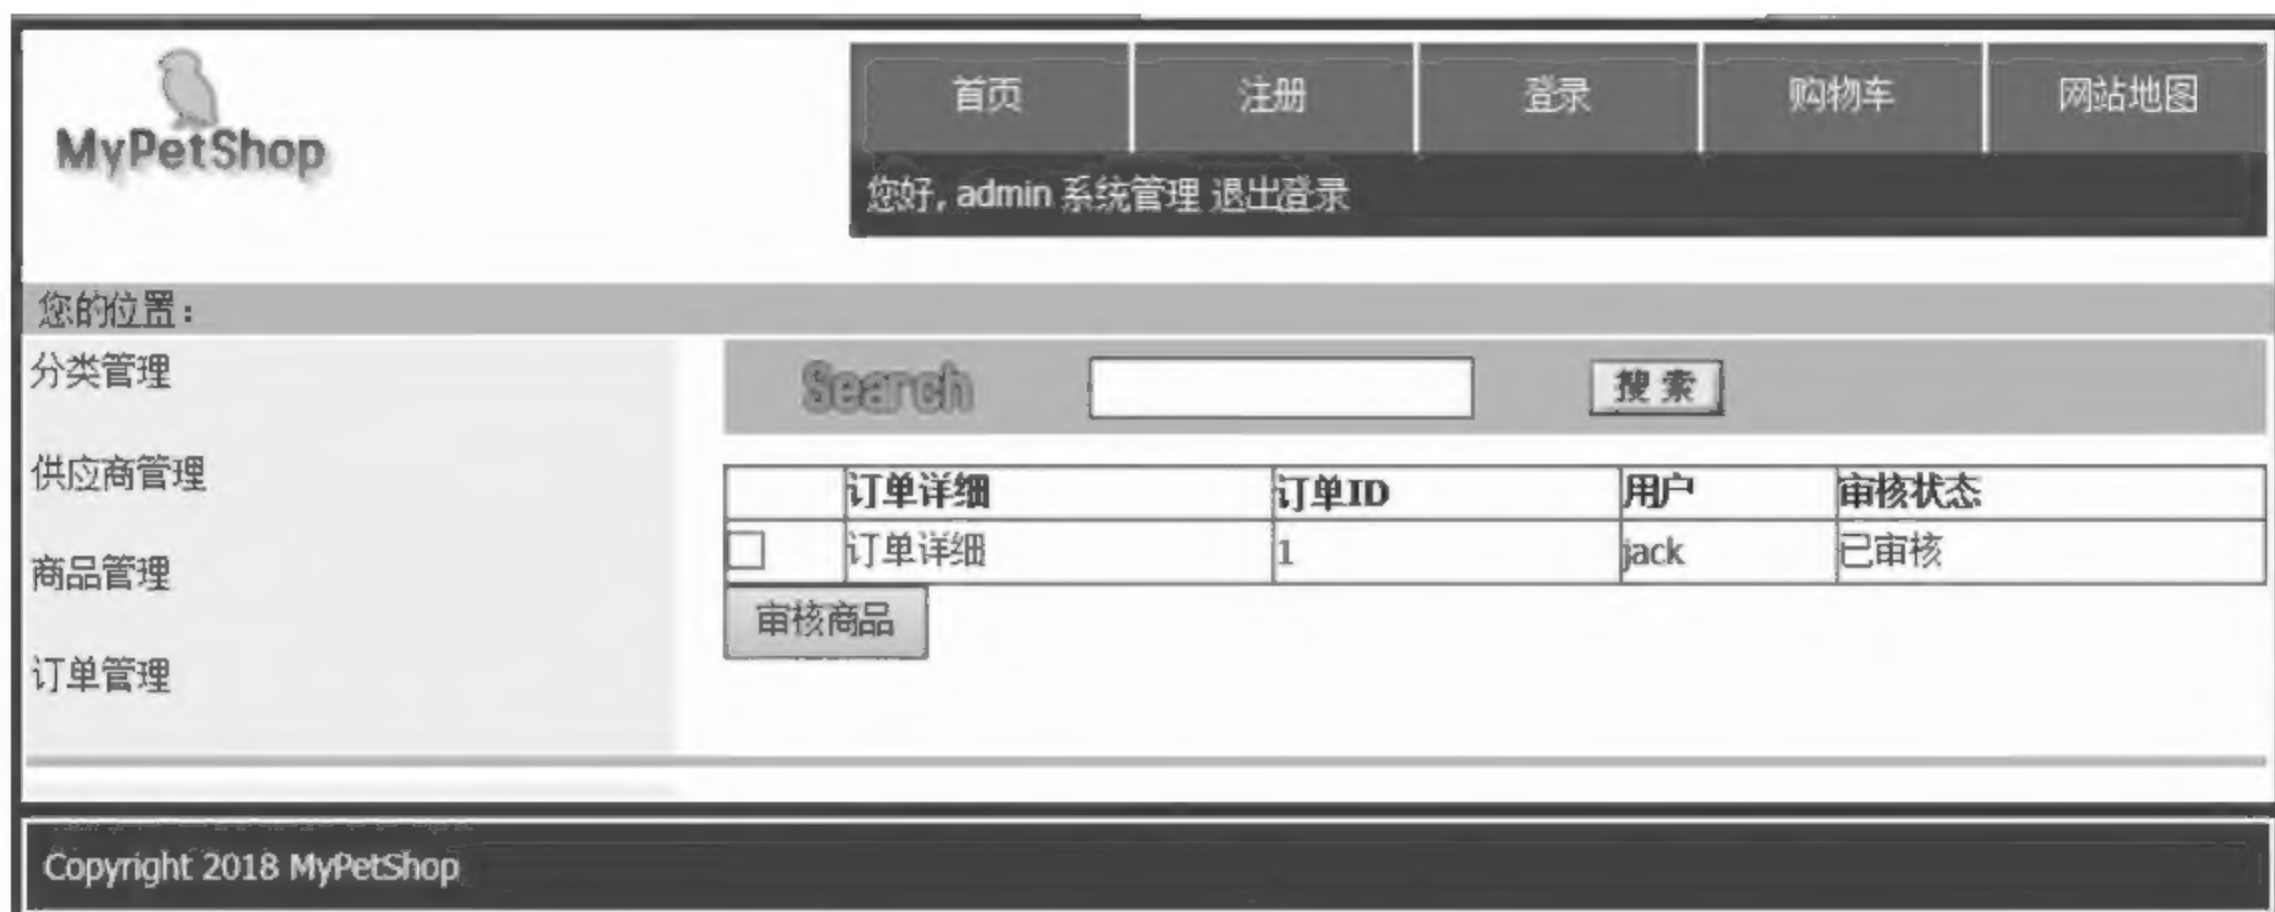 MyPetShop
首页 注册 登录 购物车 网站地图
您好, admin 系统管理 退出登录
您的位置：
分类管理
供应商管理
商品管理
订单管理
Search 搜 索
订单详细 订单ID 用户 审核状态
订单详细 1 jack 已审核
审核商品
Copyright 2018 MyPetShop